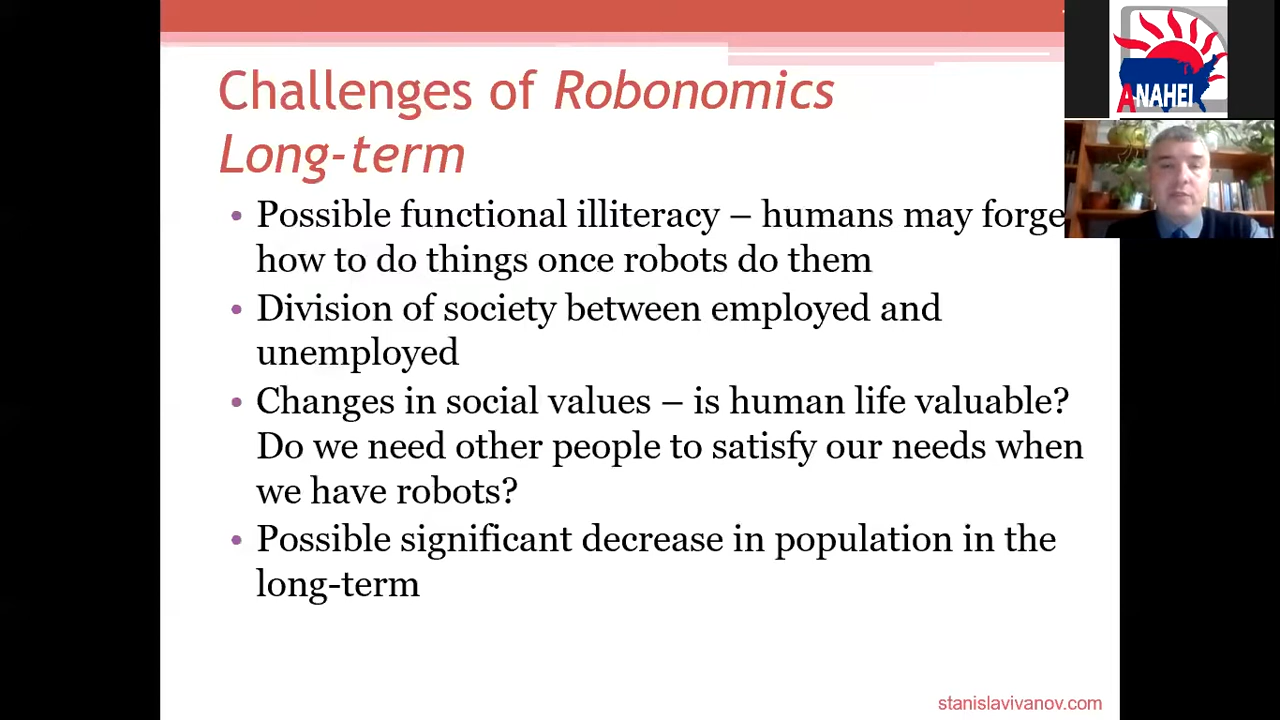 Challenges of Robonomics
Long-term
• Possible functional illiteracy – humans may forge
how to do things once robots do them
• Division of society between employed and
unemployed
• Changes in social values – is human life valuable?
Do we need other people to satisfy our needs when
we have robots?
• Possible significant decrease in population in the
long-term
stanislavivanov.com
ANAHEI